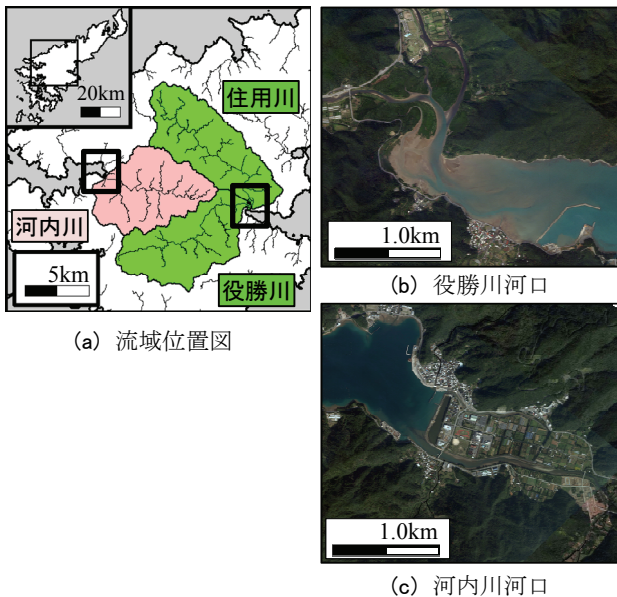 20km
住用川
河内川
5km
役勝川
(a) 流域位置図
1.0km
(b) 役勝川河口
1.0km
(c) 河内川河口